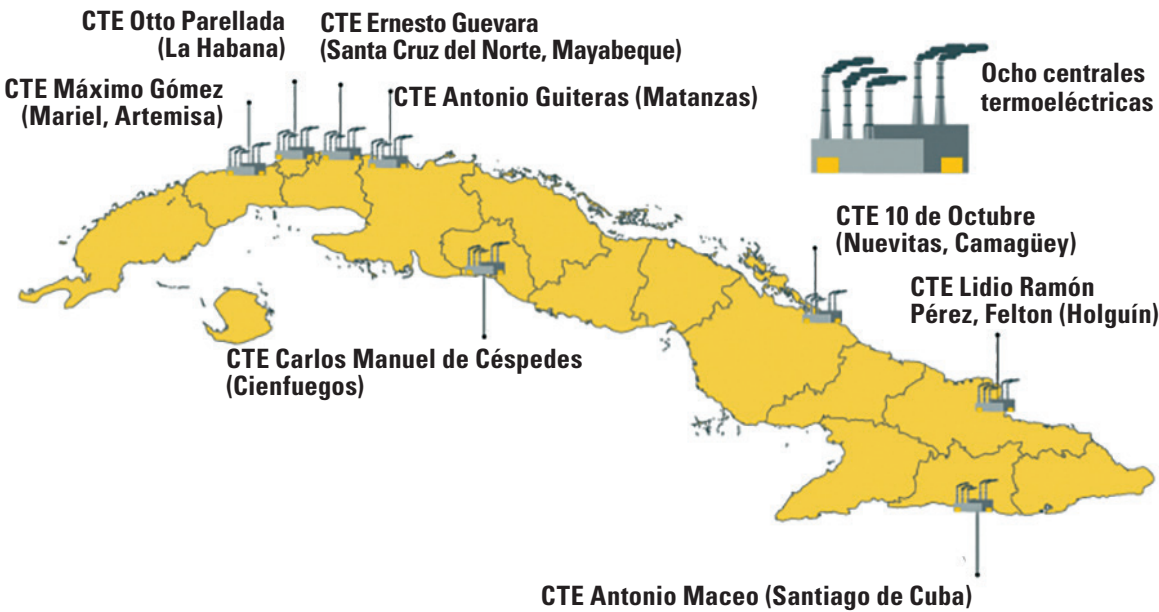 CTE Otto Parellada
(La Habana)
CTE Ernesto Guevara
(Santa Cruz del Norte, Mayabeque)
CTE Máximo Gómez
(Mariel, Artemisa)
CTE Antonio Guiteras (Matanzas)
Ocho centrales
termoeléctricas
CTE 10 de Octubre
(Nuevitas, Camagüey)
CTE Lidio Ramón
Pérez, Felton (Holguín)
CTE Carlos Manuel de Céspedes
(Cienfuegos)
CTE Antonio Maceo (Santiago de Cuba)